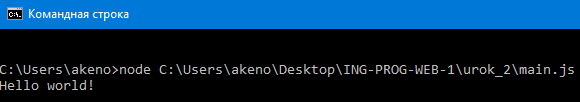 Командная строка
C:\Users\akeno>node C:\Users\akeno\Desktop\ING-PROG-WEB-1\urok_2\main.js
Hello world!